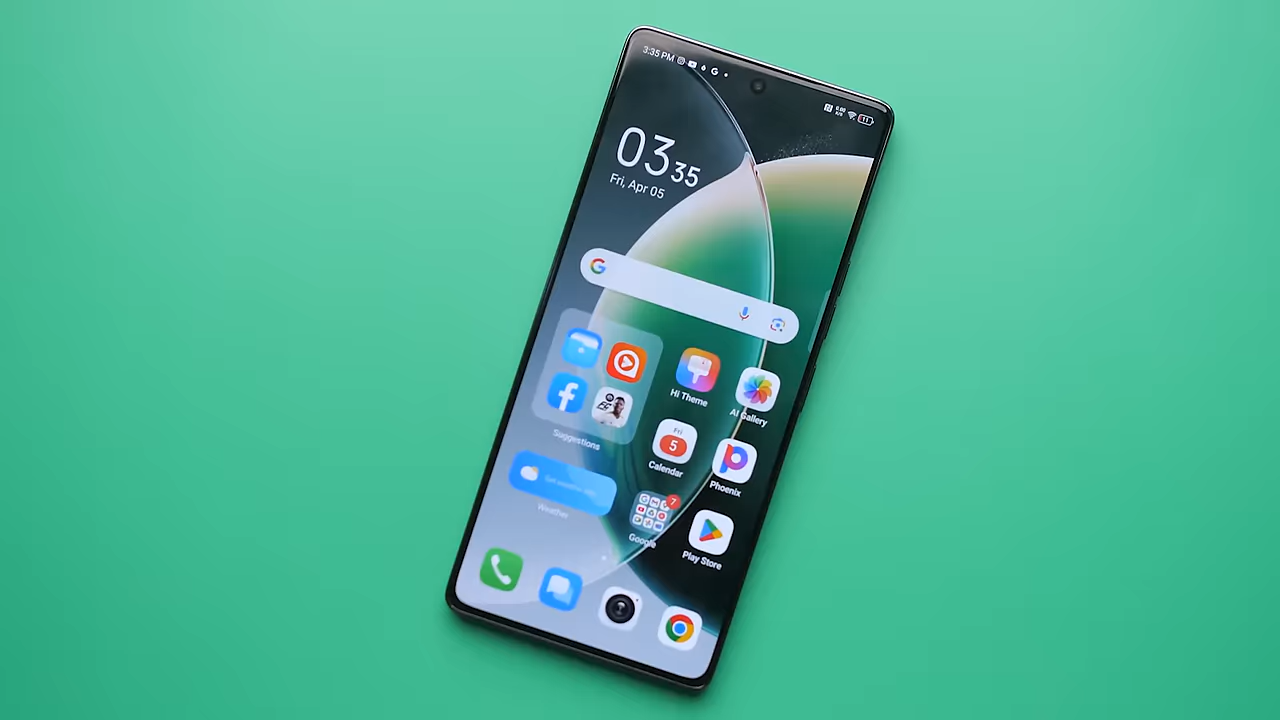 3:35 PM
03 35
Fri, Apr 05
Suggestions
Hi Theme
AI Gallery
Fri
5
Calendar
Phoenix
Weather
7
Google
Play Store